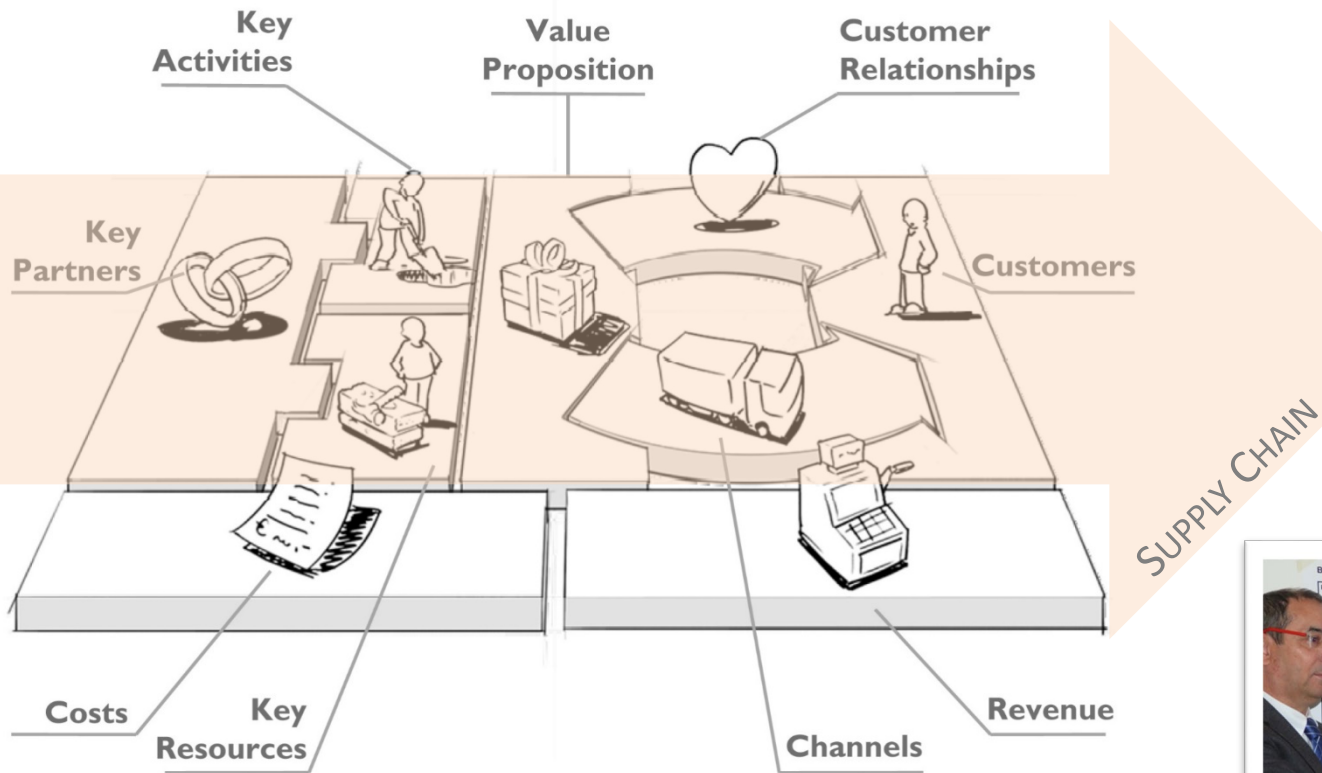 Key
Activities
Value
Proposition
Customer
Relationships
Key
Partners
Customers
SUPPLY CHAIN
Costs
Key
Resources
Channels
Revenue